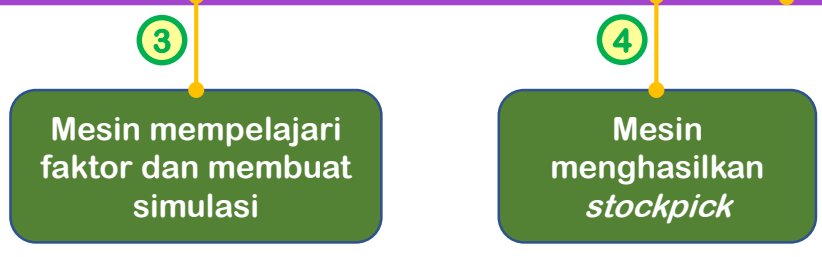 3
Mesin mempelajari
faktor dan membuat
simulasi
4
Mesin
menghasilkan
stockpick